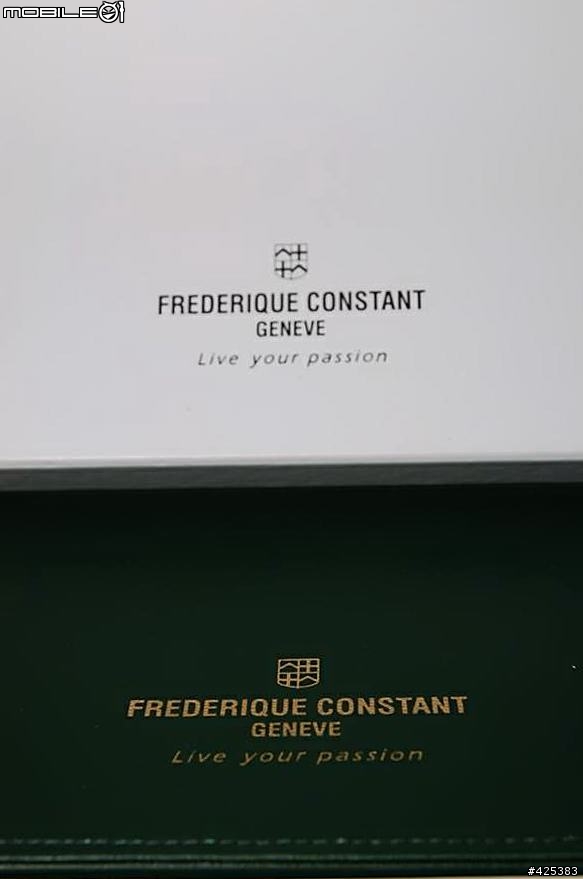 MOBILE01
FREDERIQUE CONSTANT
GENEVE
Live your passion
FREDERIQUE CONSTANT
GENEVE
Live your passion
#425383